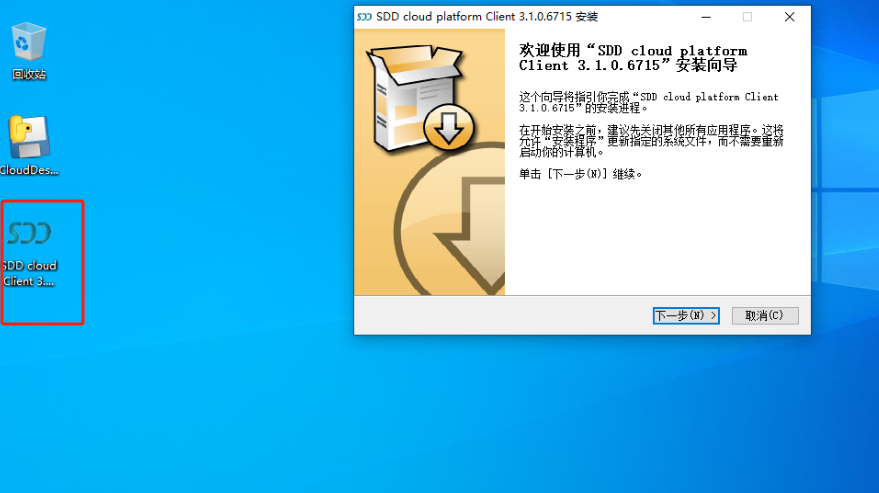 回收站
CloudDes...
SDD
SDD cloud
Client 3....
SDD SDD cloud platform Client 3.1.0.6715 安装
欢迎使用“SDD cloud platform
Client 3.1.0.6715”安装向导
这个向导将指引你完成“SDD cloud platform Client
3.1.0.6715”的安装进程。
在开始安装之前，建议先关闭其他所有应用程序。这将
允许“安装程序”更新指定的系统文件，而不需要重新
启动你的计算机。
单击 [下一步(N)] 继续。
下一步(N) >
取消(C)